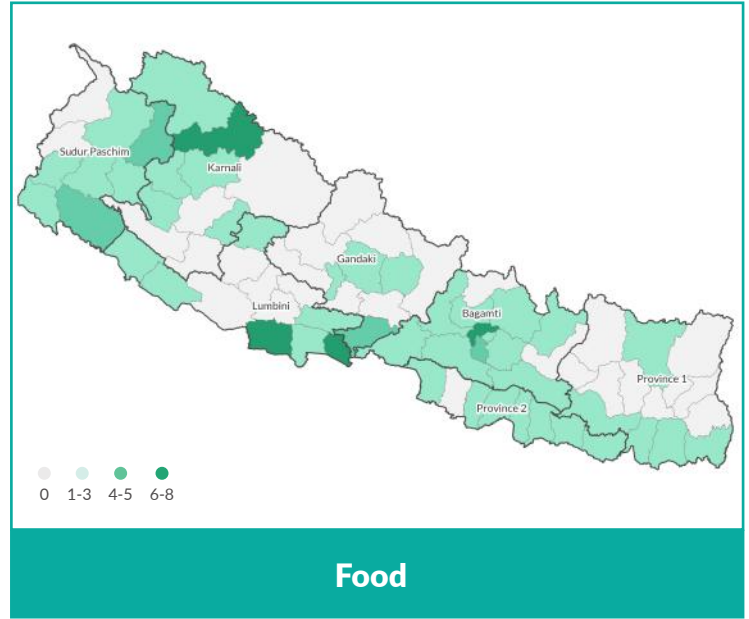 Sudur Paschim
Karnali
Gandaki
Lumbini
Bagamti
Province 1
Province 2
0 1-3 4-5 6-8
Food